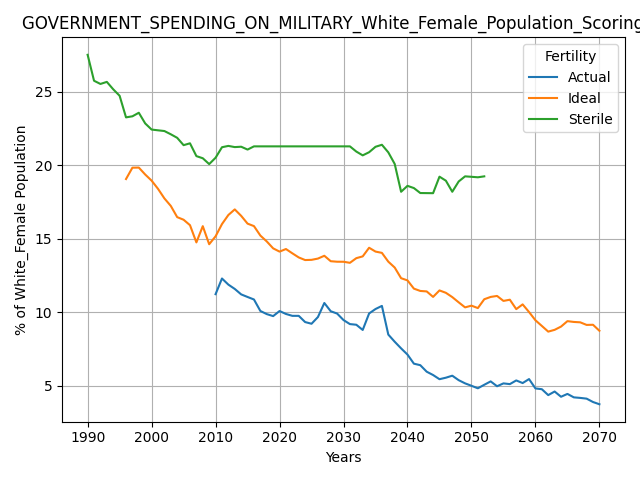 GOVERNMENT_SPENDING_ON_MILITARY_White_Female_Population_Scoring
% of White_Female Population
25
20
15
10
5
Fertility
Actual
Ideal
Sterile
1990 2000 2010 2020 2030 2040 2050 2060 2070
Years